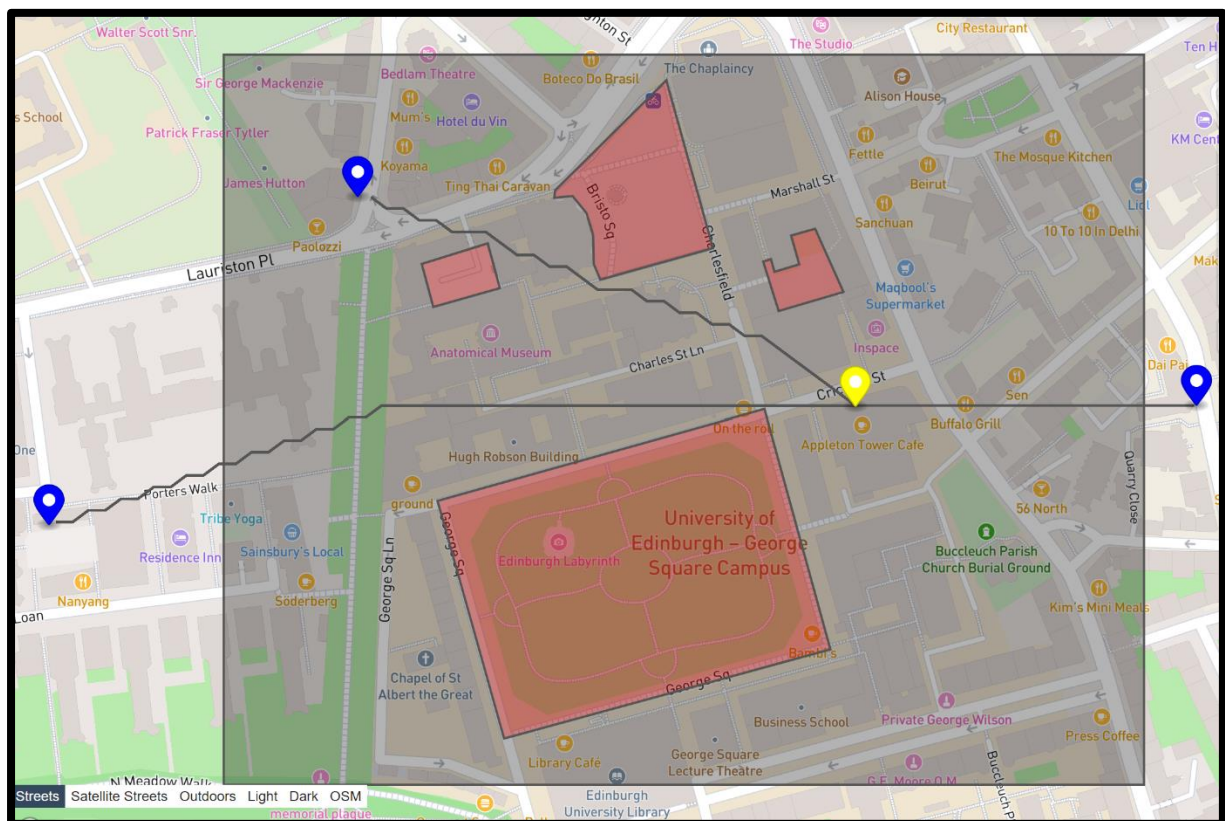 Walter Scott Snr.
City Restaurant
The Studio
The Chaplaincy
Ten H
Bedlam Theatre
Boteco Do Brasil
Sir George Mackenzie
Alison House
Mum's
s School
Hotel du Vin
KM Cent
Patrick Fraser Tytler
Koyama
Fettle
The Mosque Kitchen
Ting Thai Caravan
James Hutton
Marshall St
Beirut
Bristo Sq
Sanchuan
Paolozzi
10 To 10 In Delhi
Lauriston Pl
Charlesfield
Mak
Maqbool's
Supermarket
Anatomical Museum
Charles St Ln
Inspace
Dai Pai
Sen
On the roll
Appleton Tower Cafe
Buffalo Grill
One
Hugh Robson Building
Quarry Close
Porters Walk
ground
56 North
Tribe Yoga
George Sq
University of
Edinburgh – George
Square Campus
Residence Inn
Sainsbury's Local
Edinburgh Labyrinth
Buccleuch Parish
Church Burial Ground
Nanyang
Söderberg
George Sq Ln
Kim's Mini Meals
Loan
Bambi's
Chapel of St
Albert the Great
George Sq
Business School
Private George Wilson
Press Coffee
Library Café
George Square
Lecture Theatre
Buccleuch Pl
N Meadow Walk
G.E. Moore O.M
Streets Satellite Streets Outdoors Light Dark OSM
Edinburgh
University Library
memorial plaque